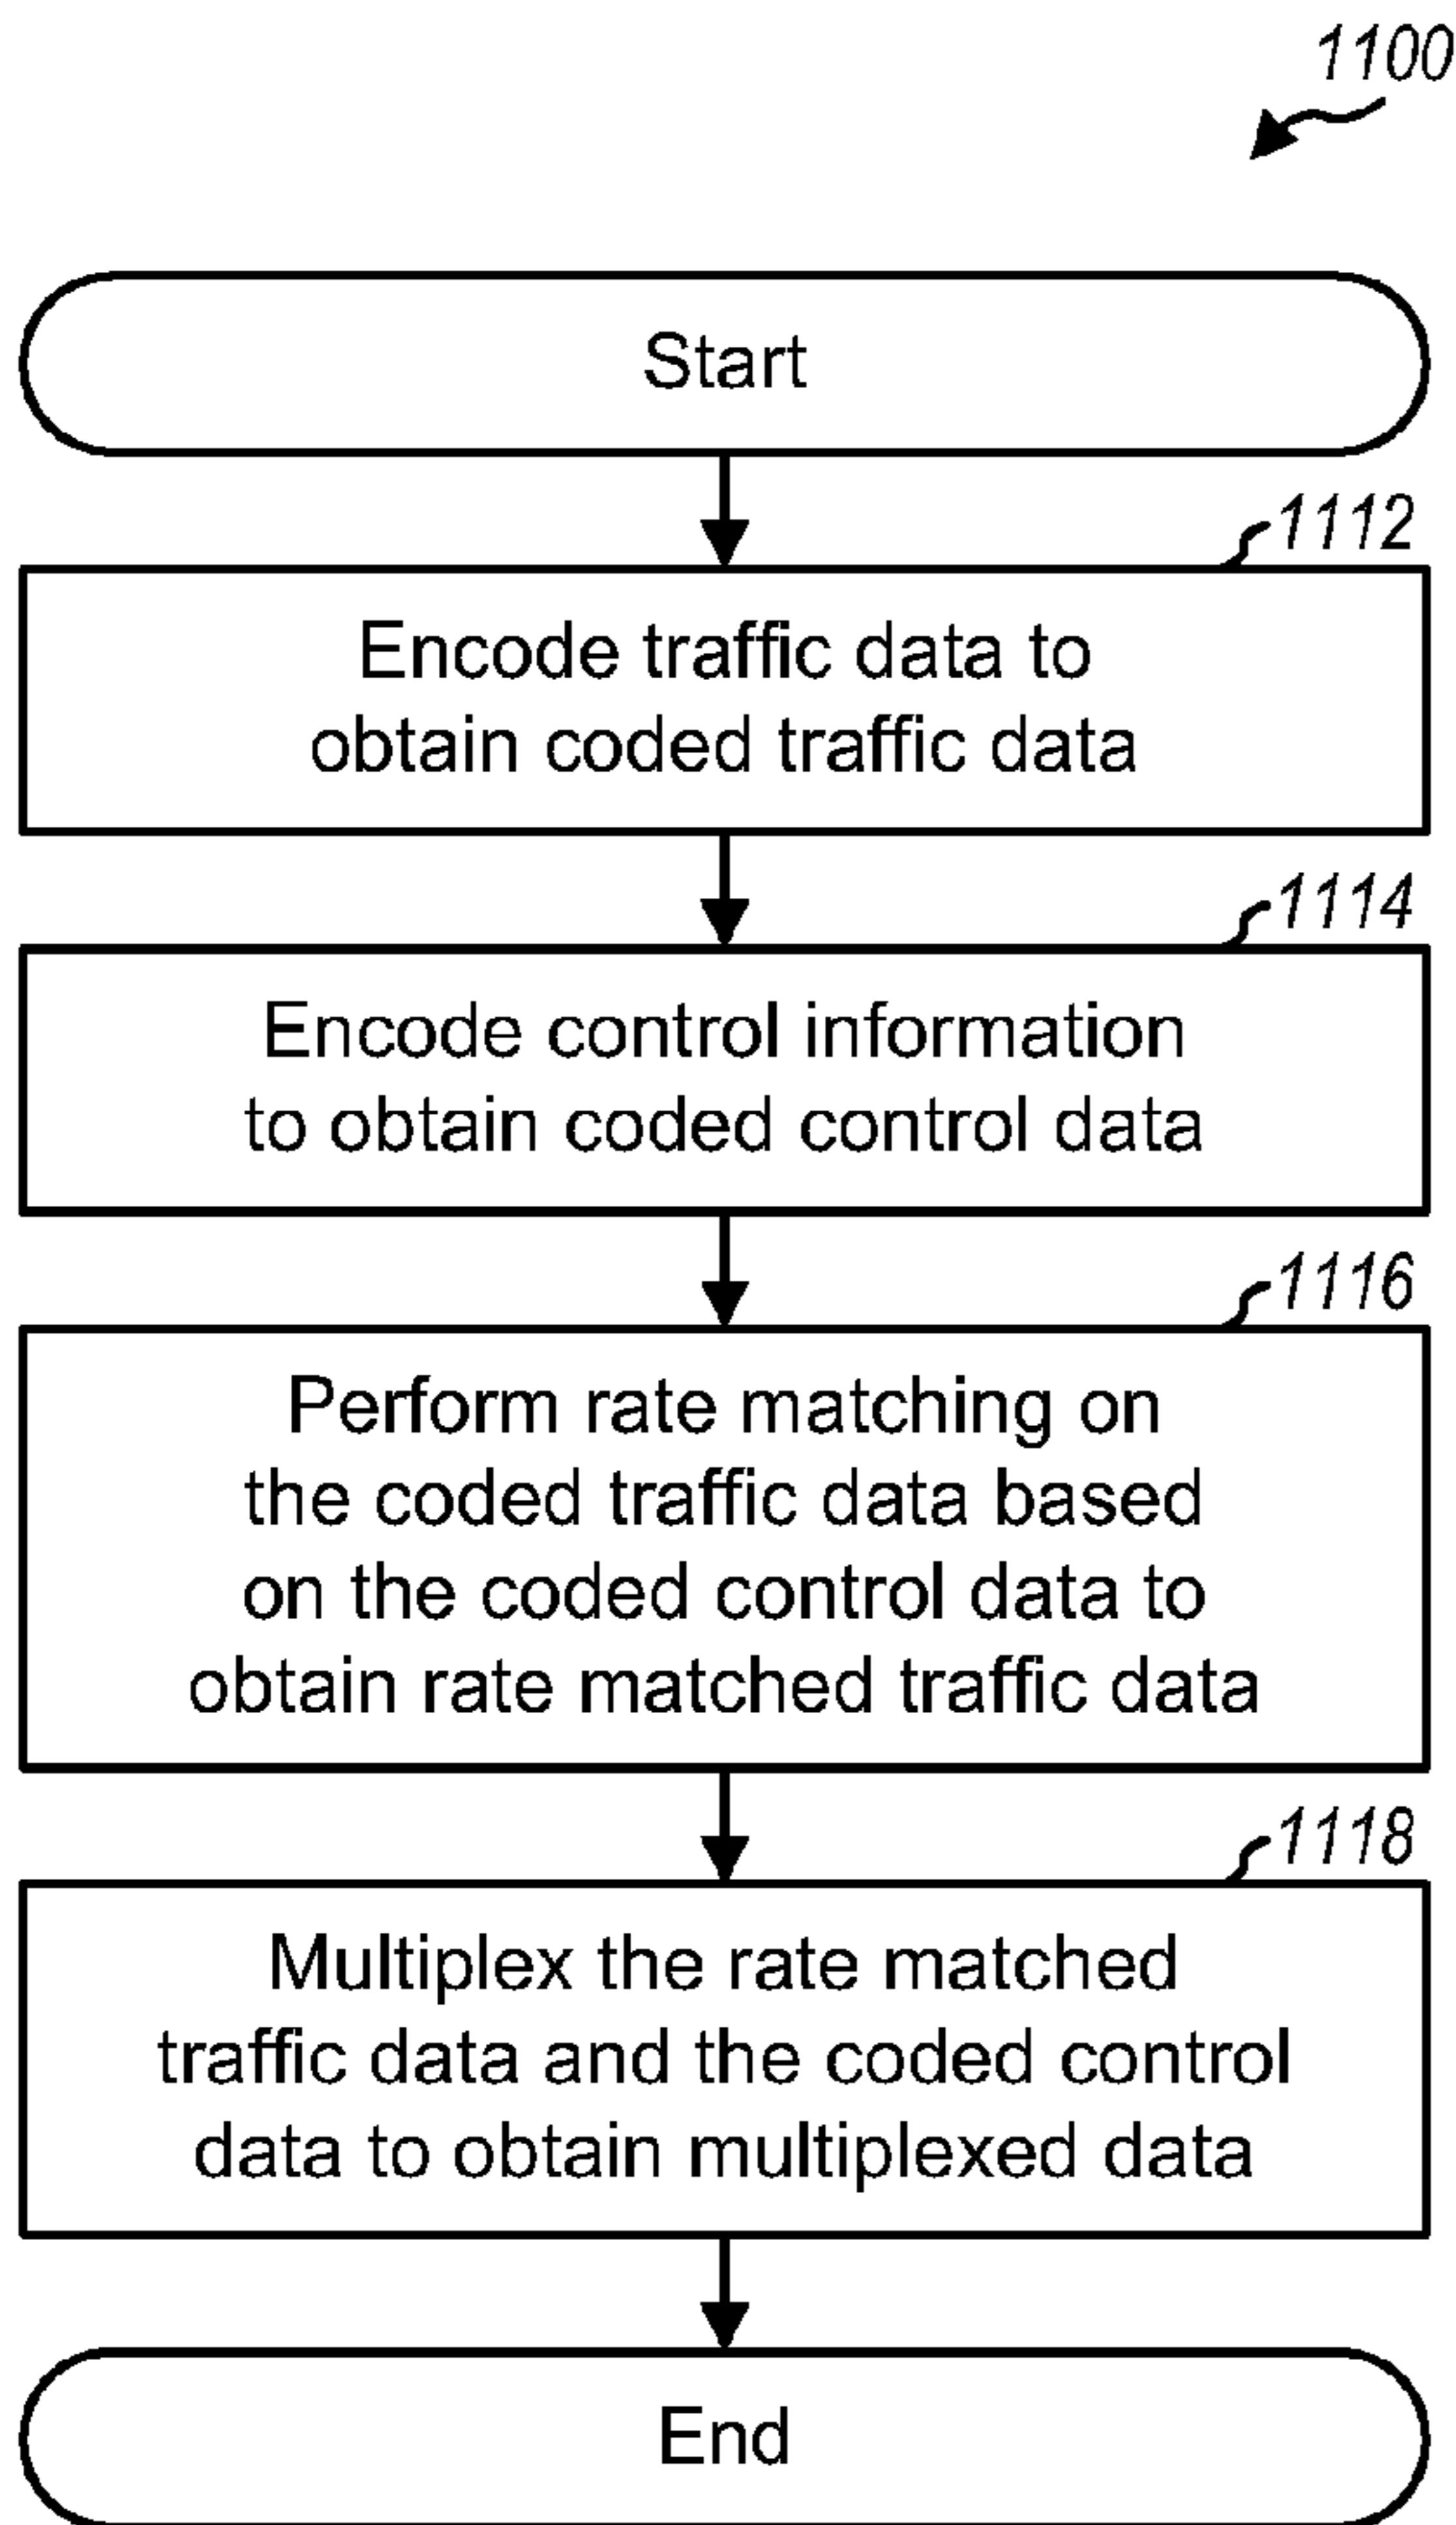 1100
Start
1112
Encode traffic data to
obtain coded traffic data
1114
Encode control information
to obtain coded control data
1116
Perform rate matching on
the coded traffic data based
on the coded control data to
obtain rate matched traffic data
1118
Multiplex the rate matched
traffic data and the coded control
data to obtain multiplexed data
End